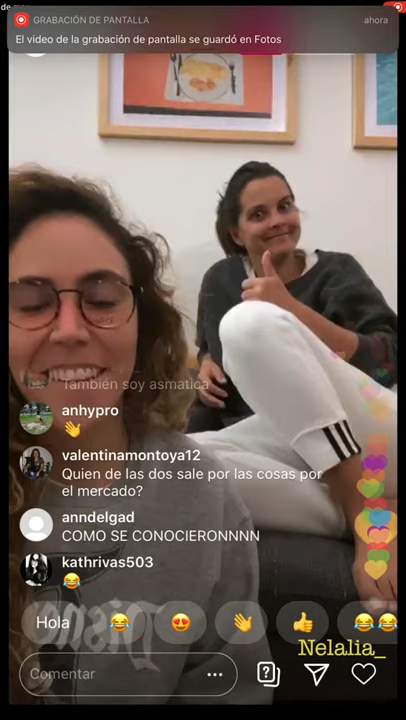 GRABACIÓN DE PANTALLA
ahora
El video de la grabación de pantalla se guardó en Fotos
También soy asmatica
anhypro
👋
valentinamontoya12
Quien de las dos sale por las cosas por
el mercado?
anndelgad
COMO SE CONOCIERONNNN
kathrivas503
😂
Hola 😂 😍 👋 👍 😂😂
Nelalia_
Comentar